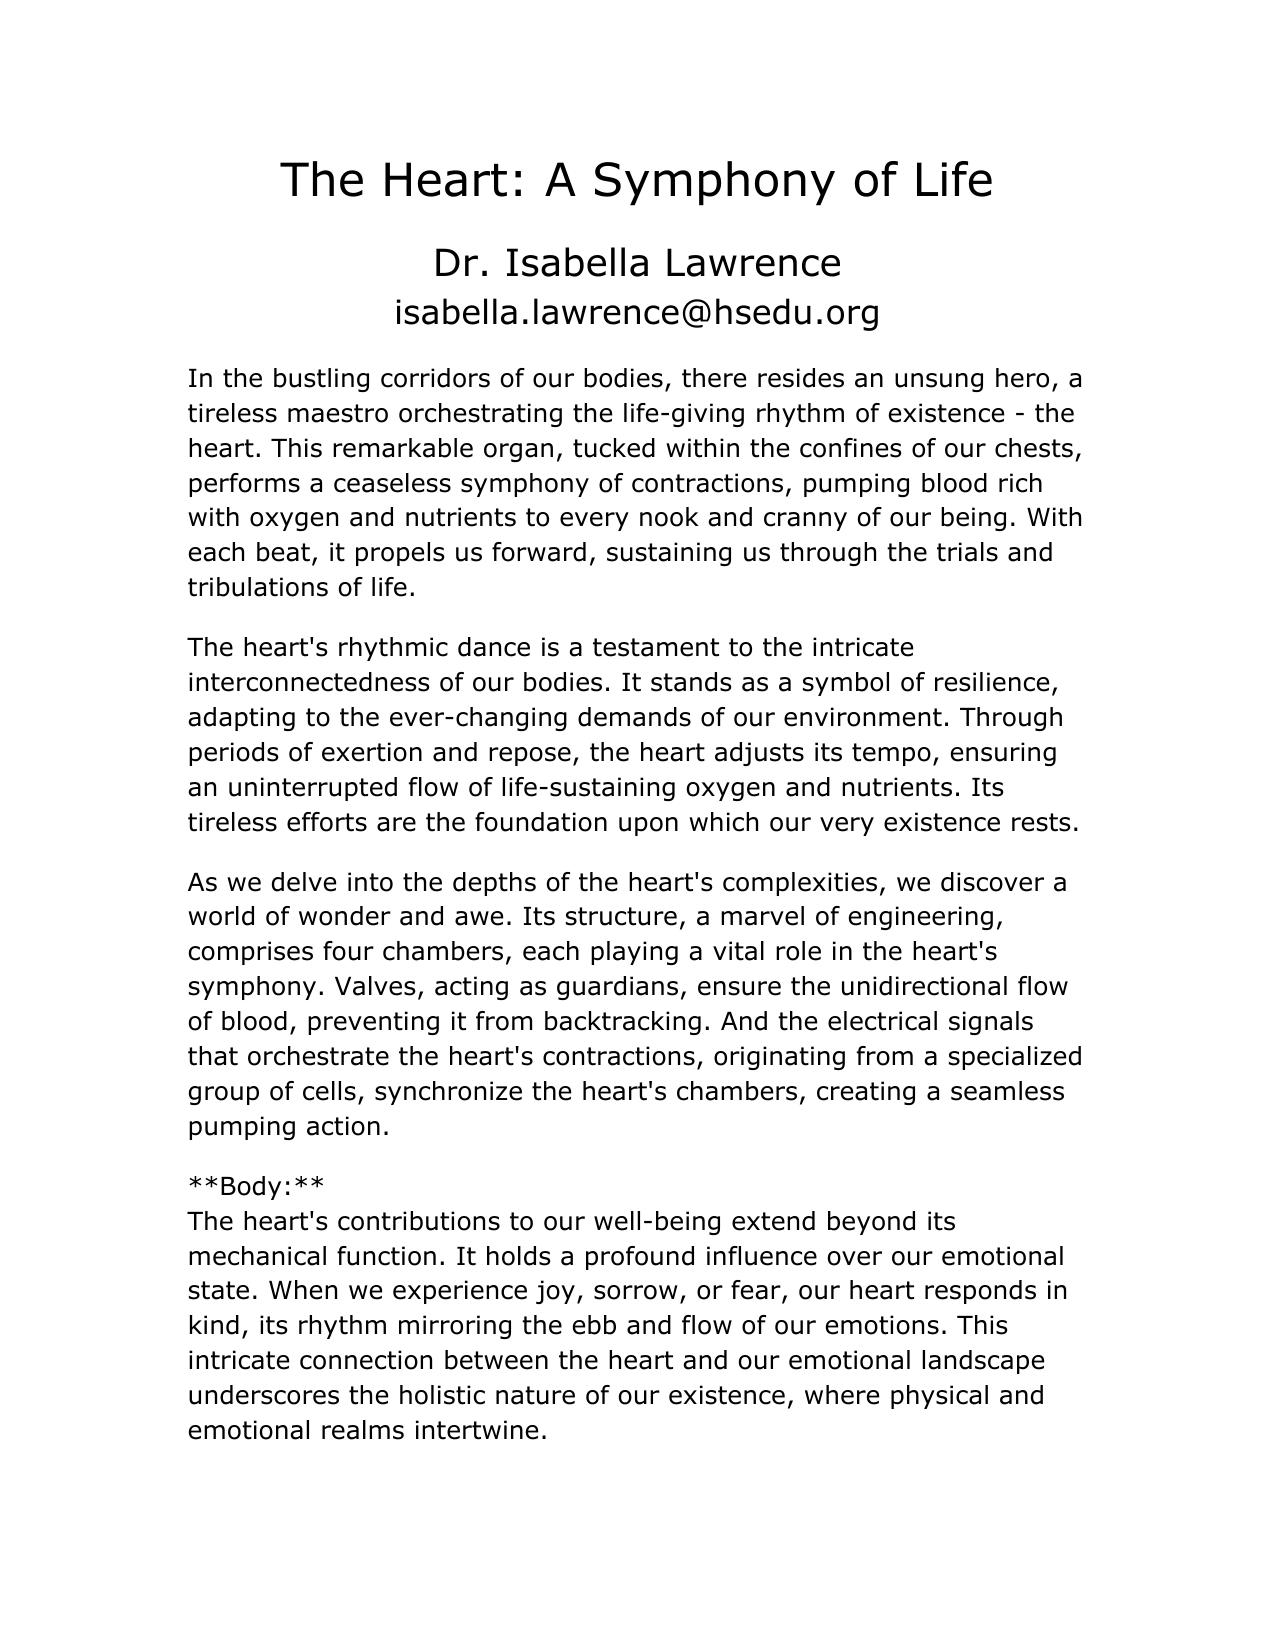 The Heart: A Symphony of Life
Dr. Isabella Lawrence
isabella.lawrence@hsedu.org
In the bustling corridors of our bodies, there resides an unsung hero, a
tireless maestro orchestrating the life-giving rhythm of existence - the
heart. This remarkable organ, tucked within the confines of our chests,
performs a ceaseless symphony of contractions, pumping blood rich
with oxygen and nutrients to every nook and cranny of our being. With
each beat, it propels us forward, sustaining us through the trials and
tribulations of life.
The heart's rhythmic dance is a testament to the intricate
interconnectedness of our bodies. It stands as a symbol of resilience,
adapting to the ever-changing demands of our environment. Through
periods of exertion and repose, the heart adjusts its tempo, ensuring
an uninterrupted flow of life-sustaining oxygen and nutrients. Its
tireless efforts are the foundation upon which our very existence rests.
As we delve into the depths of the heart's complexities, we discover a
world of wonder and awe. Its structure, a marvel of engineering,
comprises four chambers, each playing a vital role in the heart's
symphony. Valves, acting as guardians, ensure the unidirectional flow
of blood, preventing it from backtracking. And the electrical signals
that orchestrate the heart's contractions, originating from a specialized
group of cells, synchronize the heart's chambers, creating a seamless
pumping action.
**Body:**
The heart's contributions to our well-being extend beyond its
mechanical function. It holds a profound influence over our emotional
state. When we experience joy, sorrow, or fear, our heart responds in
kind, its rhythm mirroring the ebb and flow of our emotions. This
intricate connection between the heart and our emotional landscape
underscores the holistic nature of our existence, where physical and
emotional realms intertwine.